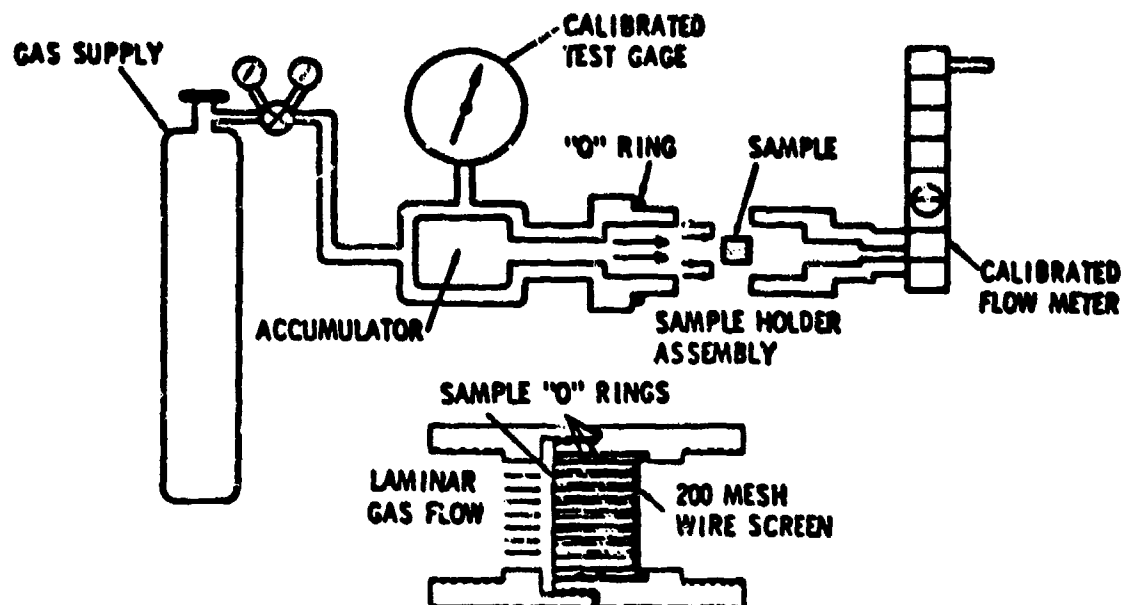 GAS SUPPLY
CALIBRATED
TEST GAGE
"O" RING
SAMPLE
CALIBRATED
FLOW METER
ACCUMULATOR
SAMPLE HOLDER
ASSEMBLY
SAMPLE "O" RINGS
LAMINAR
GAS FLOW
200 MESH
WIRE SCREEN